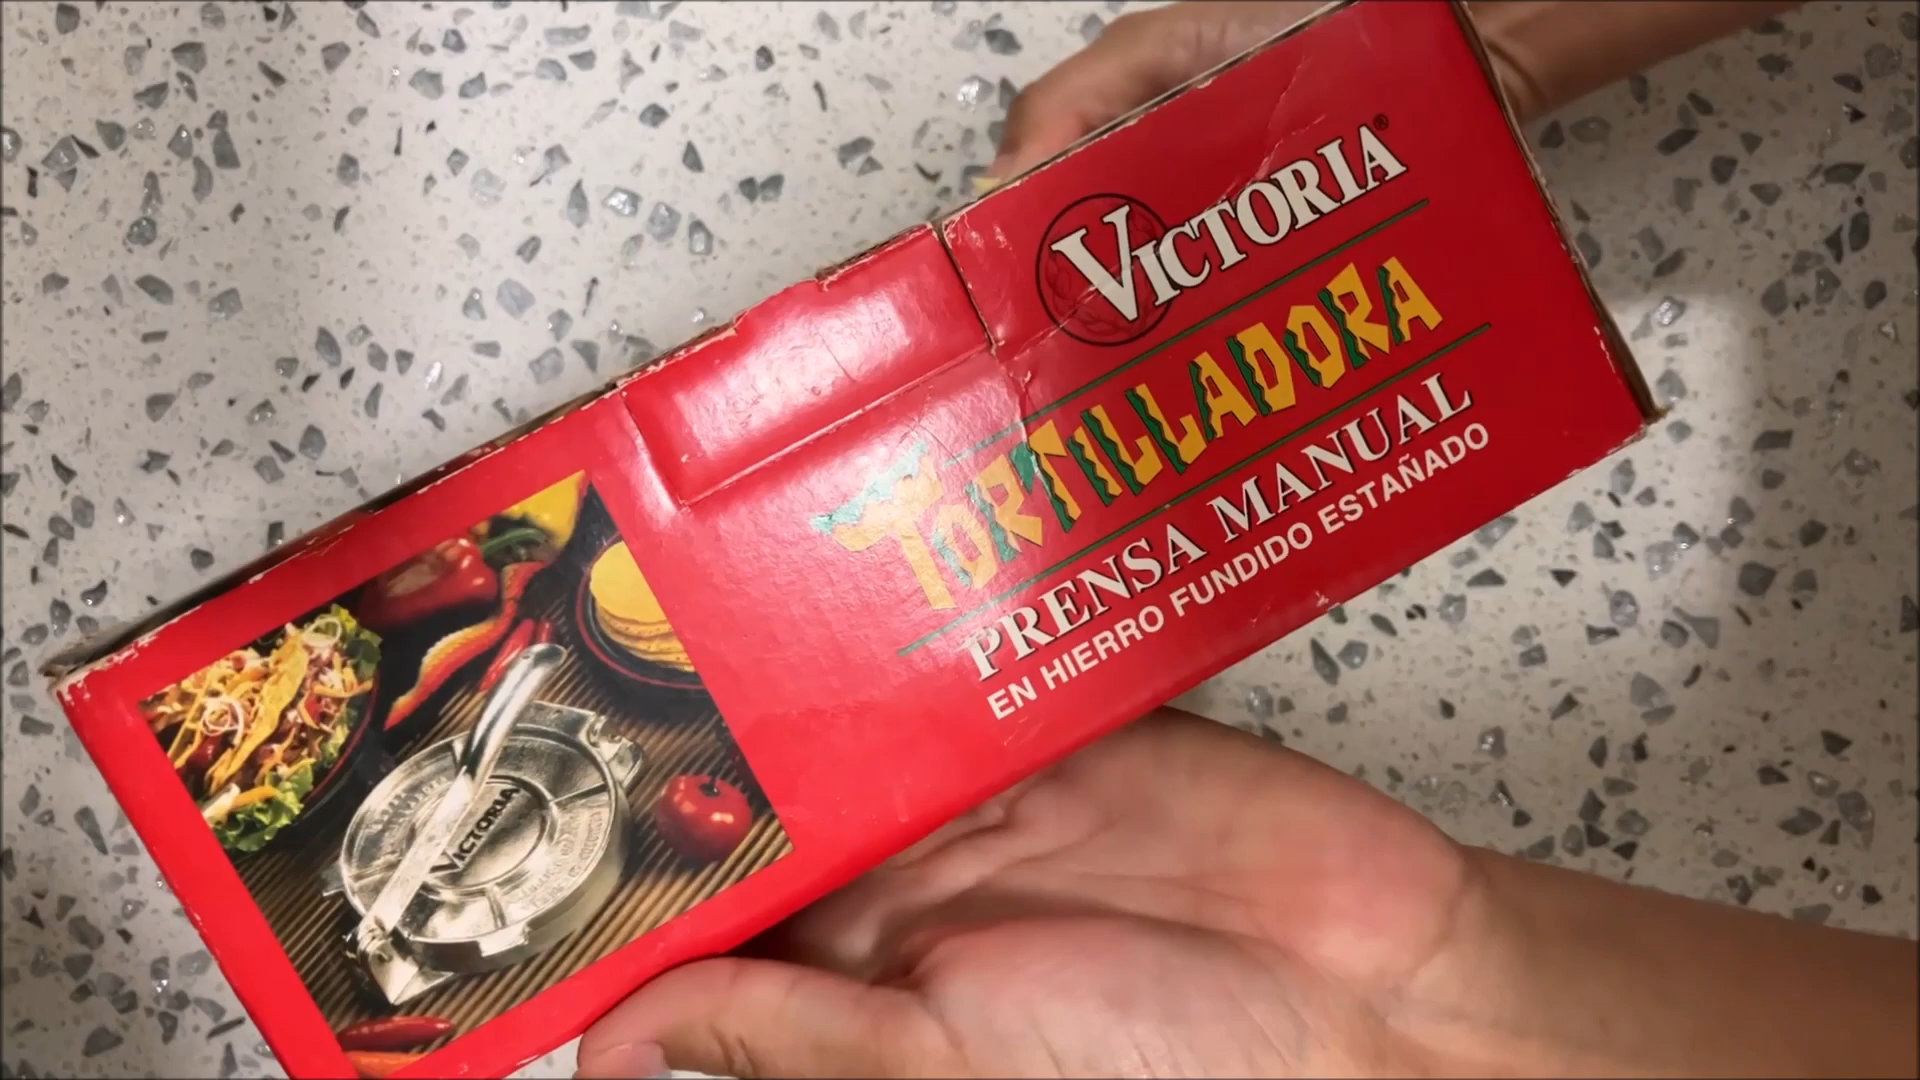 VICTORIA®
TORTILLADORA
PRENSA MANUAL
EN HIERRO FUNDIDO ESTAÑADO
VICTORIA